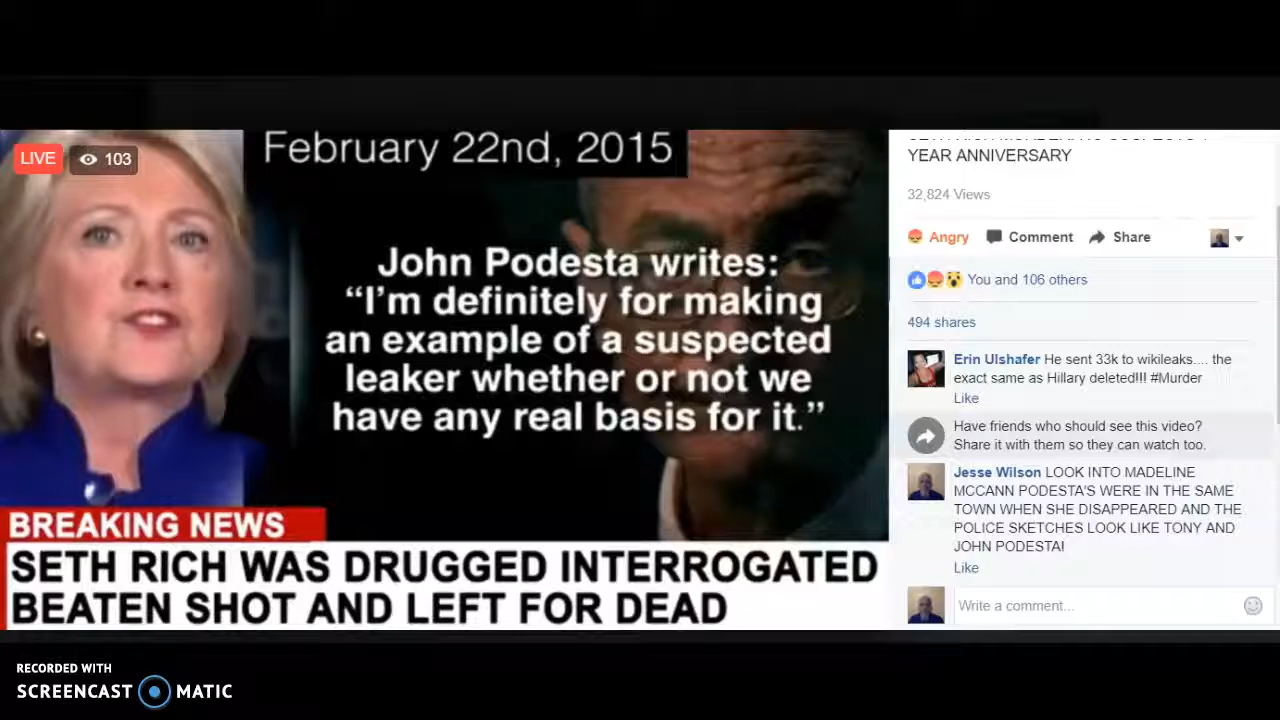 LIVE
103
February 22nd, 2015
John Podesta writes:
“I’m definitely for making
an example of a suspected
leaker whether or not we
have any real basis for it.”
BREAKING NEWS
SETH RICH WAS DRUGGED INTERROGATED
BEATEN SHOT AND LEFT FOR DEAD
YEAR ANNIVERSARY
32,824 Views
Angry Comment Share
You and 106 others
494 shares
Erin Ulshafer He sent 33k to wikileaks.... the
exact same as Hillary deleted!!! #Murder
Like
Have friends who should see this video?
Share it with them so they can watch too.
Jesse Wilson LOOK INTO MADELINE
MCCANN PODESTA'S WERE IN THE SAME
TOWN WHEN SHE DISAPPEARED AND THE
POLICE SKETCHES LOOK LIKE TONY AND
JOHN PODESTA!
Like
Write a comment...
RECORDED WITH
SCREENCAST MATIC